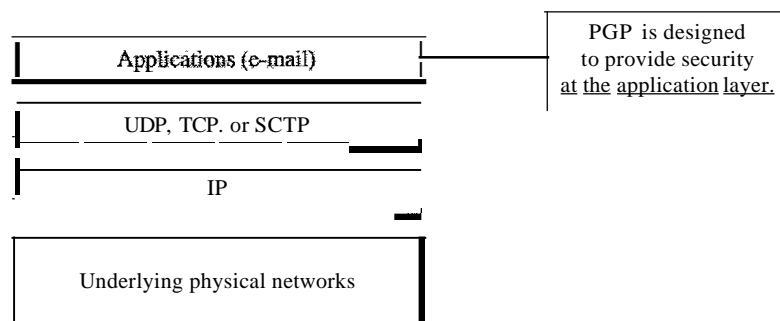 PGP is designed
to provide security
at the application layer.
Applications (e-mail)
UDP, TCP. or SCTP
IP
Underlying physical networks